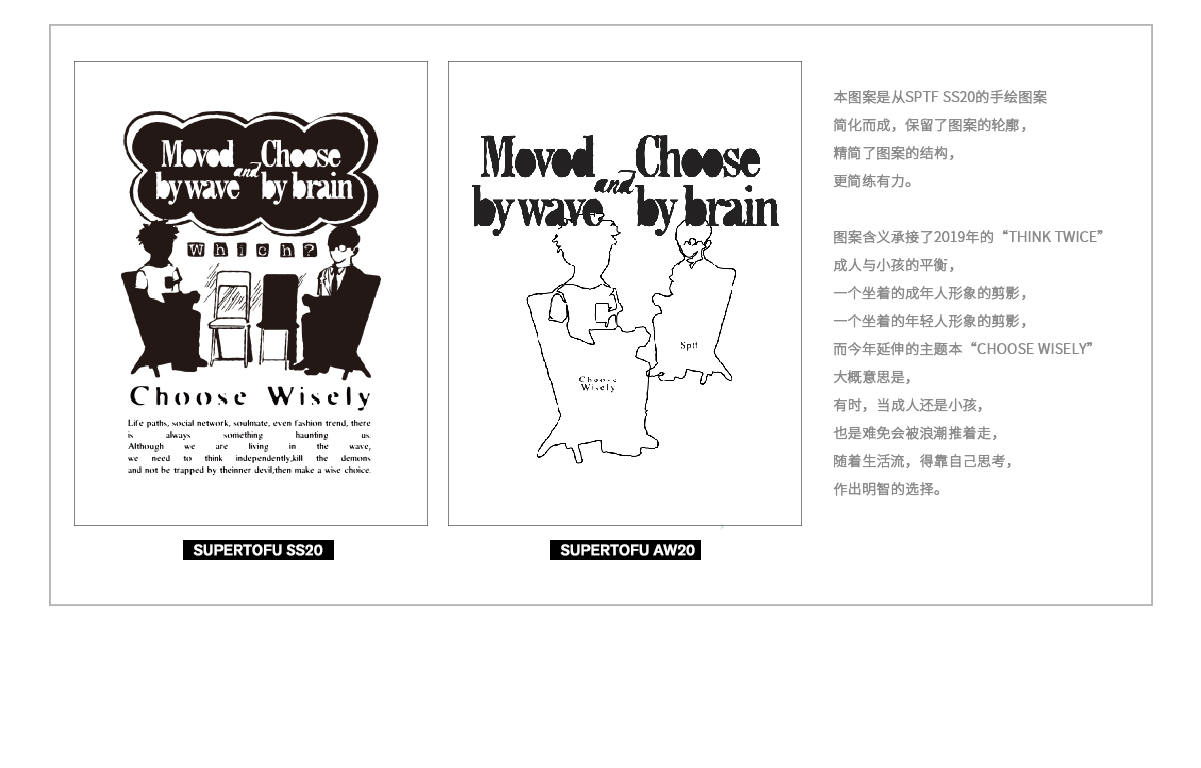 Movod and Choose
by wave by brain
Which?
Choose Wisely
Life paths, social network, soulmate, even fashion trend, there
is always something haunting us.
Although we are living in the wave,
we need to think independently,kill the demons
and not be trapped by theinner devil,then make a wise choice.
SUPERTOFU SS20
Movod and Choose
by wave by brain
Sptf
Choose
Wisely
SUPERTOFU AW20
本图案是从SPTF SS20的手绘图案
简化而成，保留了图案的轮廓，
精简了图案的结构，
更简练有力。
图案含义承接了2019年的“THINK TWICE”
成人与小孩的平衡，
一个坐着的成年人形象的剪影，
一个坐着的年轻人形象的剪影，
而今年延伸的主题本“CHOOSE WISELY”
大概意思是，
有时，当成人还是小孩，
也是难免会被浪潮推着走，
随着生活流，得靠自己思考，
作出明智的选择。